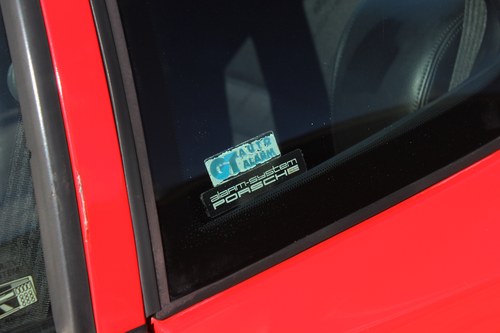 GT AUTO
ALARM
alarm-system
PORSCHE